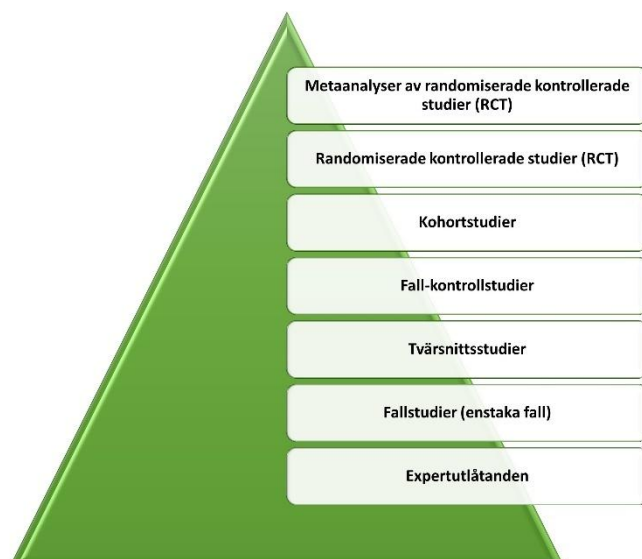 Metaanalyser av randomiserade kontrollerade
studier (RCT)
Randomiserade kontrollerade studier (RCT)
Kohortstudier
Fall-kontrollstudier
Tvärsnittsstudier
Fallstudier (enstaka fall)
Expertutlåtanden